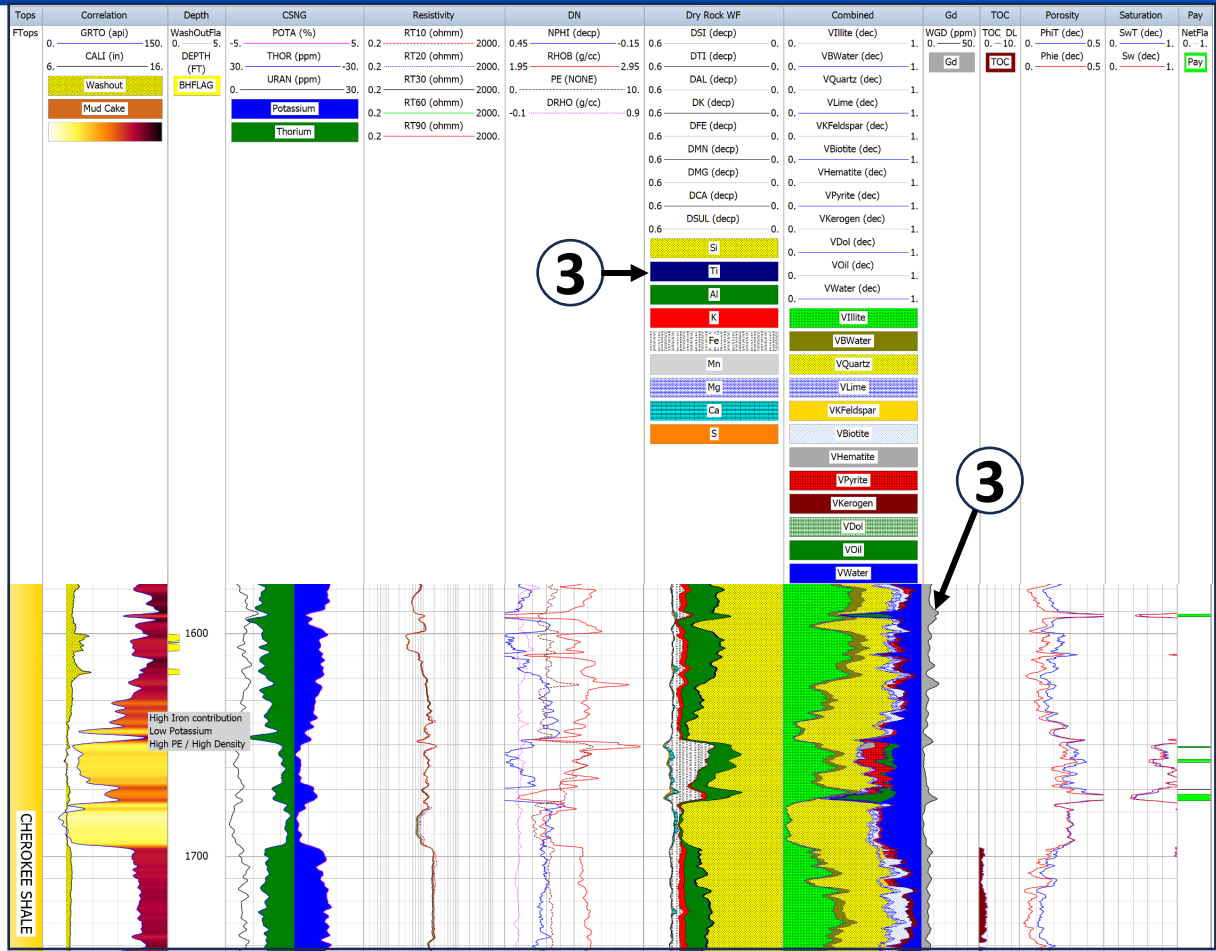 Tops Correlation Depth CSNG Resistivity DN Dry Rock WF Combined Gd TOC Porosity Saturation Pay
FTops
GRTO (api)
0. 150.
CALI (in)
6. 16.
Washout
Mud Cake
WashOutFla
0. 5.
DEPTH
(FT)
BHFLAG
POTA (%)
-5. 5.
THOR (ppm)
30. -30.
URAN (ppm)
0. 30.
Potassium
Thorium
RT10 (ohmm)
0.2 2000.
RT20 (ohmm)
0.2 2000.
RT30 (ohmm)
0.2 2000.
RT60 (ohmm)
0.2 2000.
RT90 (ohmm)
0.2 2000.
NPHI (decp)
0.45 -0.15
RHOB (g/cc)
1.95 2.95
PE (NONE)
0. 10.
DRHO (g/cc)
-0.1 0.9
DSI (decp)
0.6 0.
DTI (decp)
0.6 0.
DAL (decp)
0.6 0.
DK (decp)
0.6 0.
DFE (decp)
0.6 0.
DMN (decp)
0.6 0.
DMG (decp)
0.6 0.
DCA (decp)
0.6 0.
DSUL (decp)
0.6 0.
Si
3
Ti
Al
K
Fe
Mn
Mg
Ca
S
VIllite (dec)
0. 1.
VBWater (dec)
0. 1.
VQuartz (dec)
0. 1.
VLime (dec)
0. 1.
VKFeldspar (dec)
0. 1.
VBiotite (dec)
0. 1.
VHematite (dec)
0. 1.
VPyrite (dec)
0. 1.
VKerogen (dec)
0. 1.
VDol (dec)
0. 1.
VOil (dec)
0. 1.
VWater (dec)
0. 1.
VIllite
VBWater
VQuartz
VLime
VKFeldspar
VBiotite
VHematite
VPyrite
VKerogen
VDol
VOil
VWater
WGD (ppm)
0. 50.
Gd
3
TOC_DL
0. 10.
TOC
PhiT (dec)
0. 0.5
Phie (dec)
0. 0.5
SwT (dec)
0. 1.
Sw (dec)
0. 1.
NetFla
0. 1.
Pay
1600
High Iron contribution
Low Potassium
High PE / High Density
1700
CHEROKEE SHALE